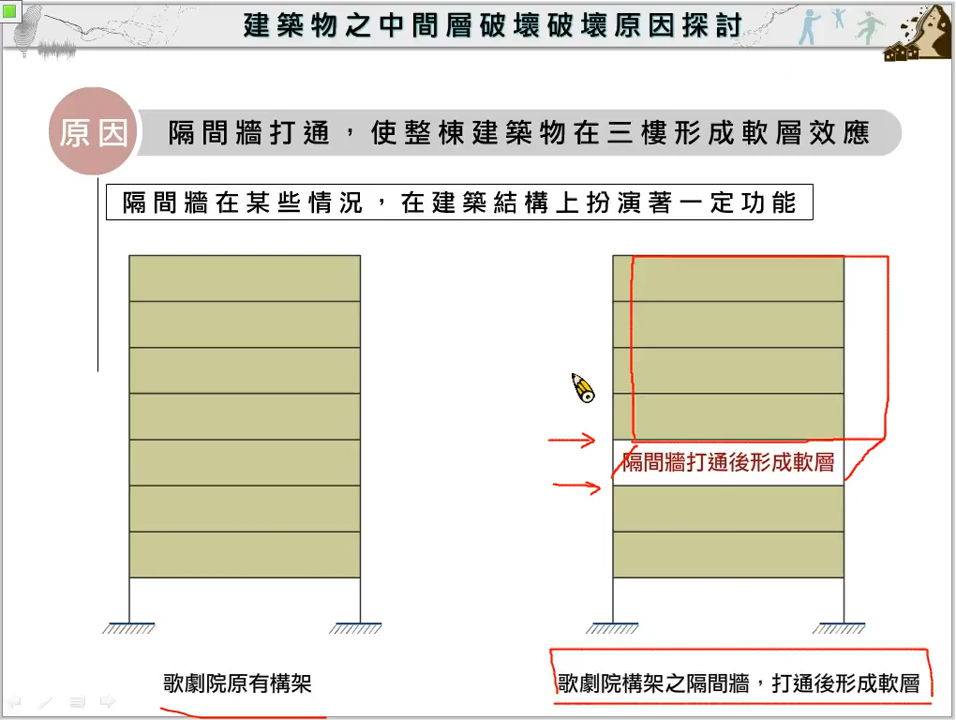 建築物之中間層破壞破壞原因探討
原因
隔間牆打通，使整棟建築物在三樓形成軟層效應
隔間牆在某些情況，在建築結構上扮演著一定功能
隔間牆打通後形成軟層
歌劇院原有構架
歌劇院構架之隔間牆，打通後形成軟層